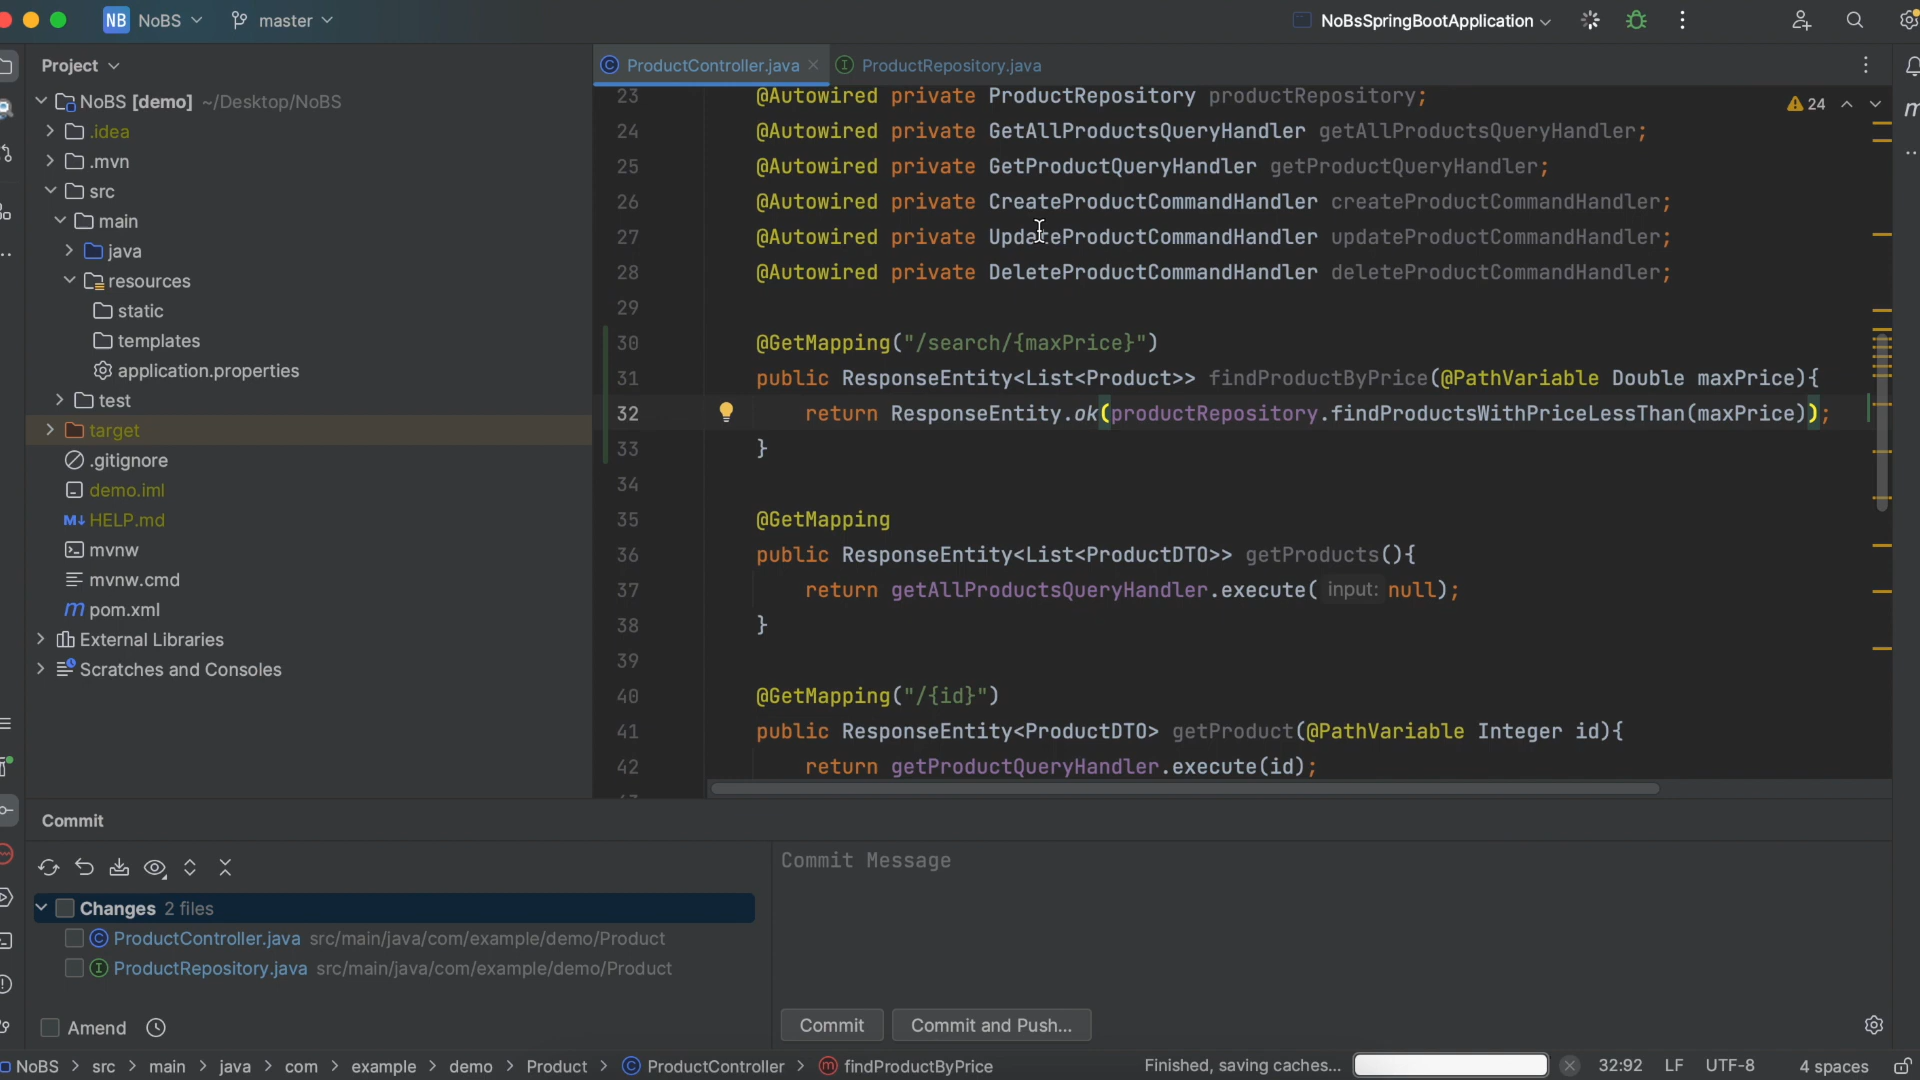 NB NoBS master NoBsSpringBootApplication
Project
ProductController.java ProductRepository.java
NoBS [demo] ~/Desktop/NoBS
.idea
.mvn
src
main
java
resources
static
templates
application.properties
test
target
.gitignore
demo.iml
M↓ HELP.md
mvnw
mvnw.cmd
m pom.xml
External Libraries
Scratches and Consoles
24
23 @Autowired private ProductRepository productRepository;
24 @Autowired private GetAllProductsQueryHandler getAllProductsQueryHandler;
25 @Autowired private GetProductQueryHandler getProductQueryHandler;
26 @Autowired private CreateProductCommandHandler createProductCommandHandler;
27 @Autowired private UpdateProductCommandHandler updateProductCommandHandler;
28 @Autowired private DeleteProductCommandHandler deleteProductCommandHandler;
29
30 @GetMapping("/search/{maxPrice}")
31 public ResponseEntity<List<Product>> findProductByPrice(@PathVariable Double maxPrice){
32 return ResponseEntity.ok(productRepository.findProductsWithPriceLessThan(maxPrice));
33 }
34
35 @GetMapping
36 public ResponseEntity<List<ProductDTO>> getProducts(){
37 return getAllProductsQueryHandler.execute( input: null);
38 }
39
40 @GetMapping("/{id}")
41 public ResponseEntity<ProductDTO> getProduct(@PathVariable Integer id){
42 return getProductQueryHandler.execute(id);
Commit
Changes 2 files
ProductController.java src/main/java/com/example/demo/Product
ProductRepository.java src/main/java/com/example/demo/Product
Amend
Commit Message
Commit Commit and Push...
NoBS > src > main > java > com > example > demo > Product > ProductController > findProductByPrice Finished, saving caches... 32:92 LF UTF-8 4 spaces